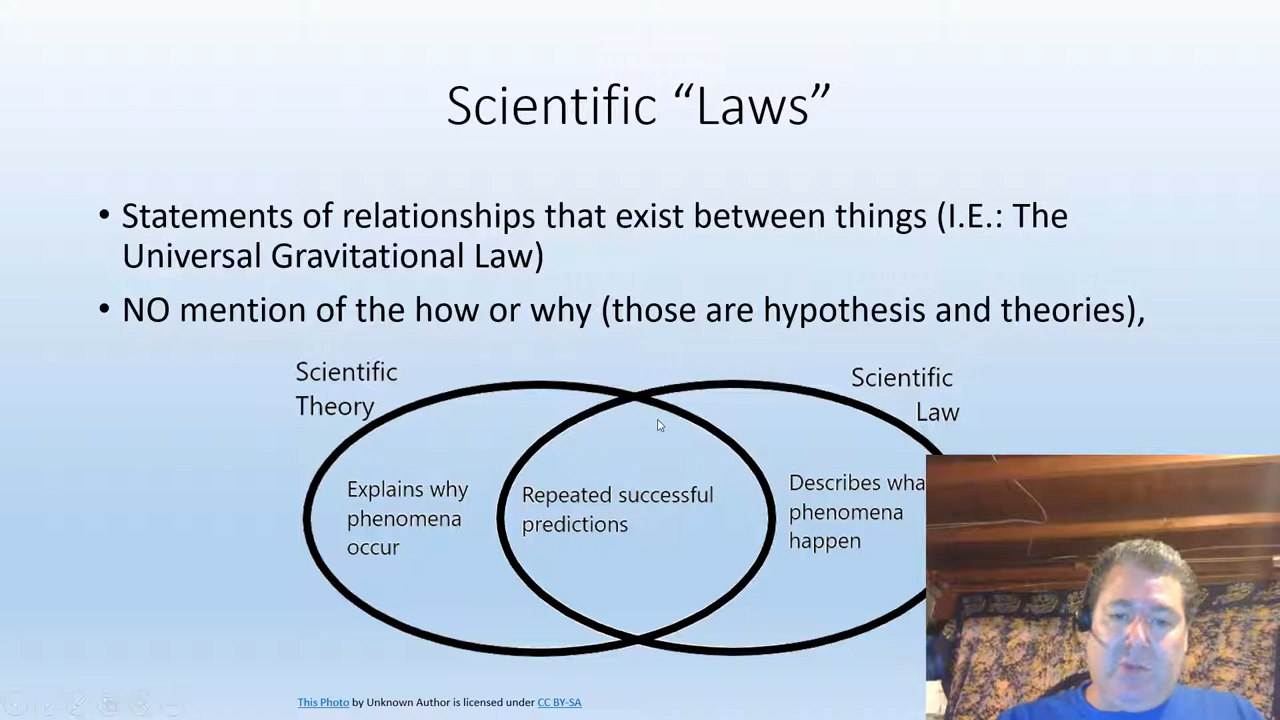 Scientific “Laws”
• Statements of relationships that exist between things (I.E.: The
Universal Gravitational Law)
• NO mention of the how or why (those are hypothesis and theories),
Scientific
Theory
Scientific
Law
Explains why
phenomena
occur
Repeated successful
predictions
Describes wha
phenomena
happen
This Photo by Unknown Author is licensed under CC BY-SA